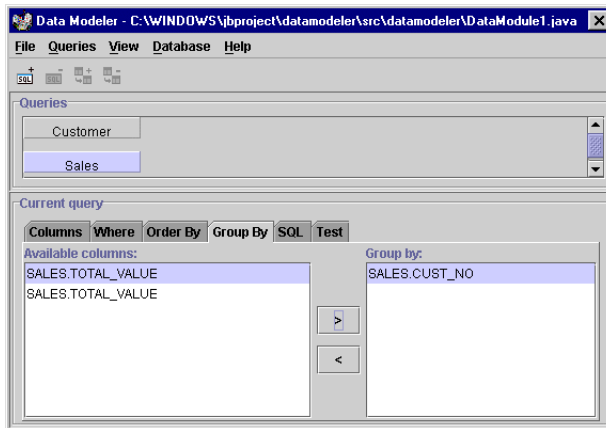 Data Modeler - C:\WINDOWS\jbproject\datamodeler\src\datamodeler\DataModule1.java
File Queries View Database Help
SQL SQL
Queries
Customer
Sales
Current query
Columns Where Order By Group By SQL Test
Available columns: Group by:
SALES.TOTAL_VALUE SALES.CUST_NO
SALES.TOTAL_VALUE
>
<